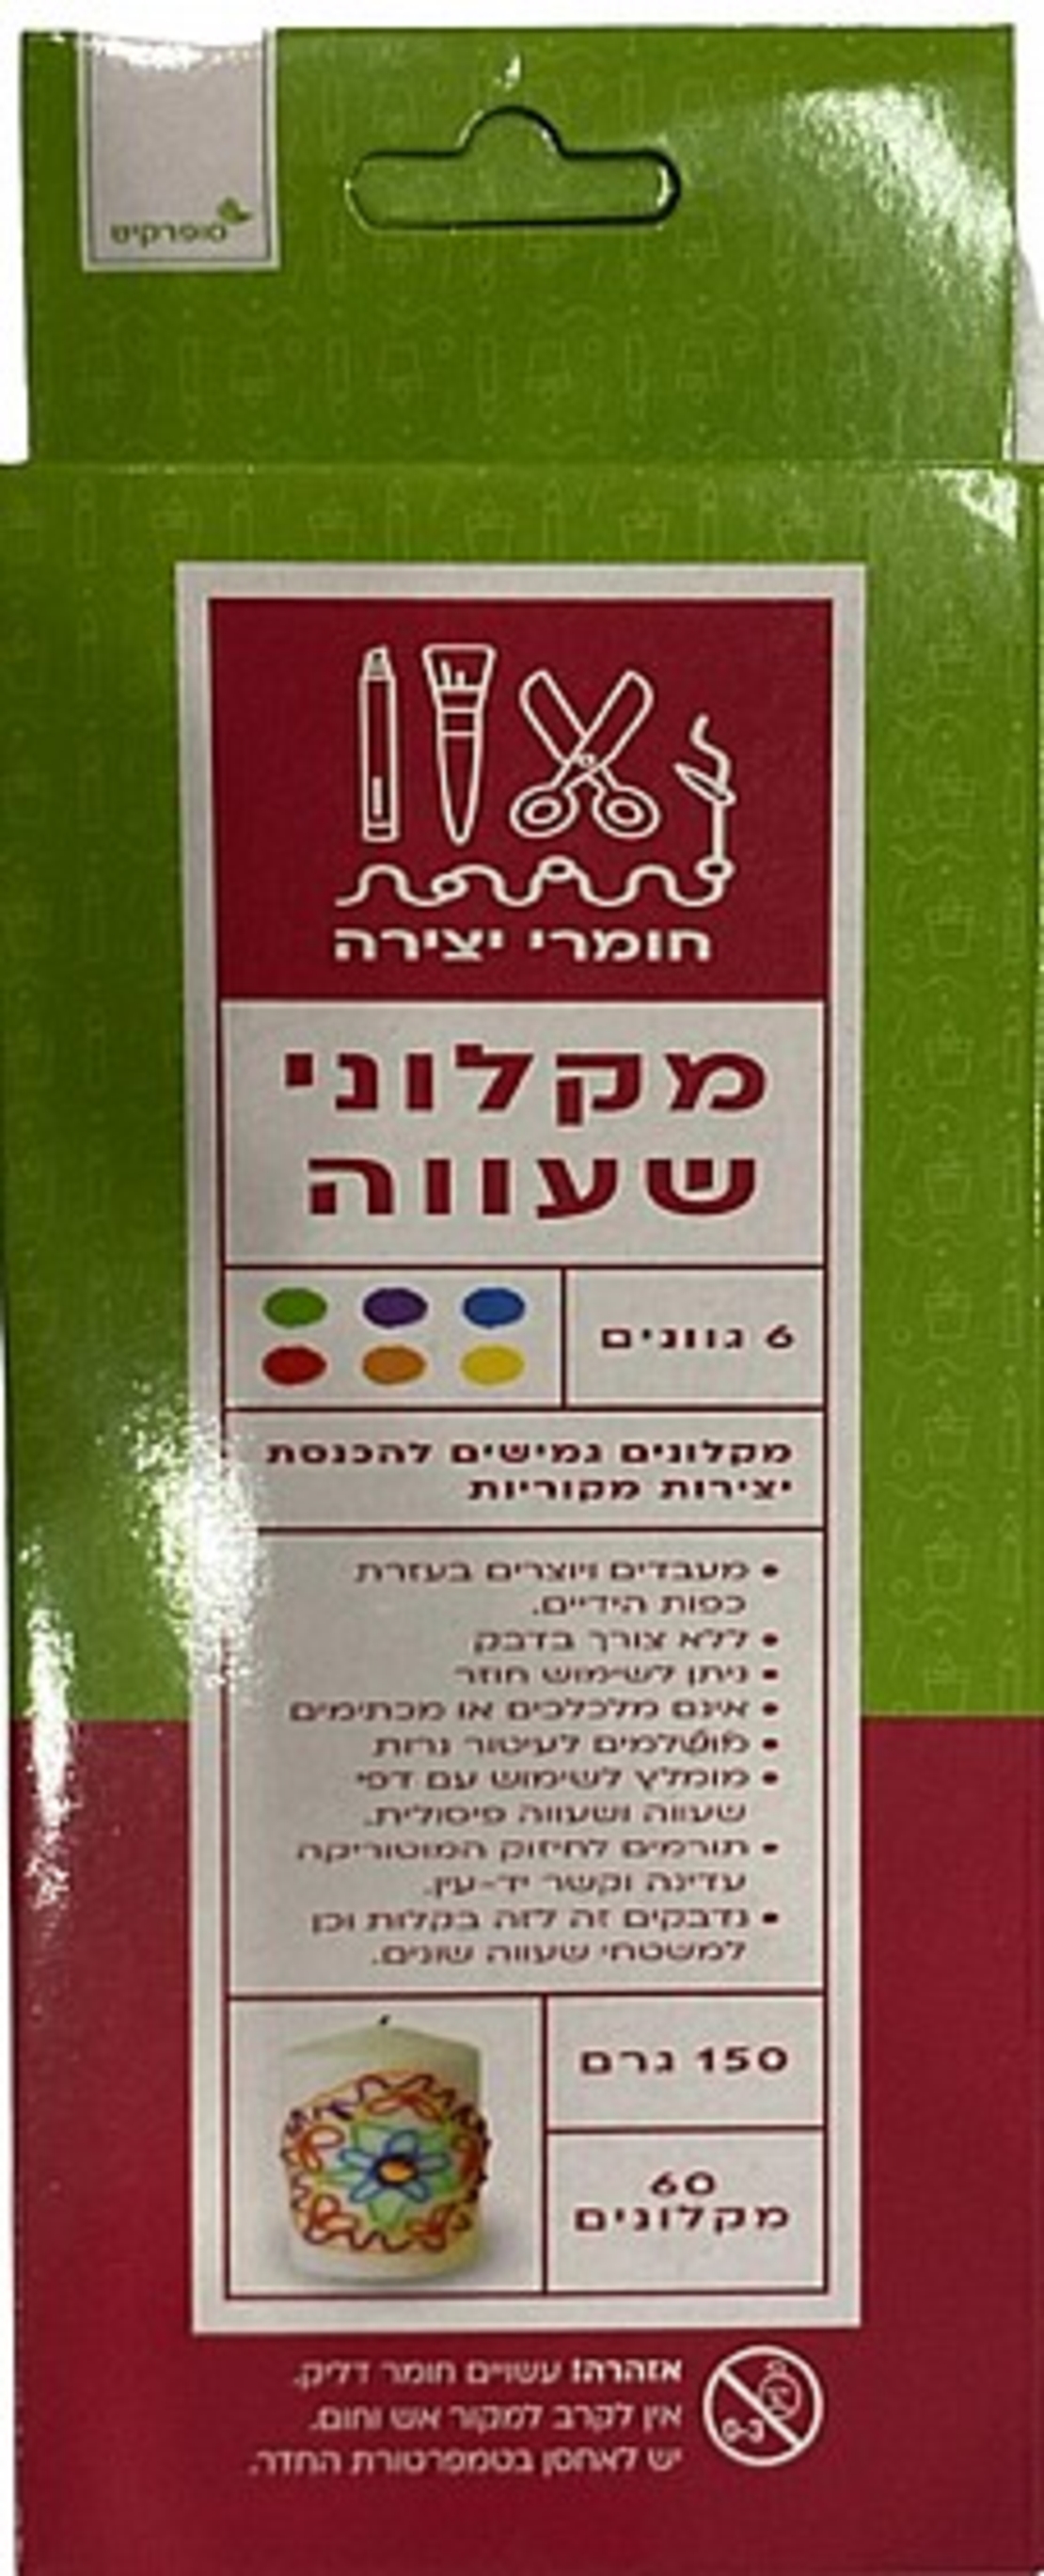 סופרקיט
חומרי יצירה
מקלוני
שעווה
6 גוונים
מקלונים גמישים להכנסת
יצירות מקוריות
• מעבדים ויוצרים בעזרת
כפות הידיים.
• ללא צורך בדבק
• ניתן לשימוש חוזר
• אינם מלכלכים או מכתימים
• מושלמים לעיטור נרות
• מומלץ לשימוש עם דפי
שעווה ושעווה פיסולית.
• תורמים לחיזוק המוטוריקה
עדינה וקשר יד-עין.
• נדבקים זה לזה בקלות וכן
למשטחי שעווה שונים.
150 גרם
60
מקלונים
אזהרה! עשויים חומר דליק.
אין לקרב למקור אש וחום.
יש לאחסן בטמפרטורת החדר.
0-3